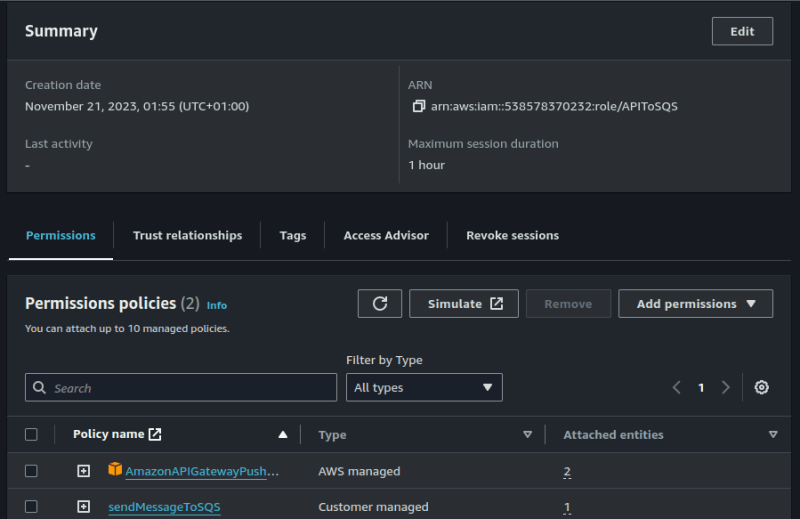 Summary
Edit
Creation date
November 21, 2023, 01:55 (UTC+01:00)
ARN
arn:aws:iam::538578370232:role/APIToSQS
Last activity
-
Maximum session duration
1 hour
Permissions
Trust relationships
Tags
Access Advisor
Revoke sessions
Permissions policies (2) Info
You can attach up to 10 managed policies.
Simulate
Remove
Add permissions
Filter by Type
Search
All types
1
Policy name
Type
Attached entities
AmazonAPIGatewayPush...
AWS managed
2
sendMessageToSQS
Customer managed
1